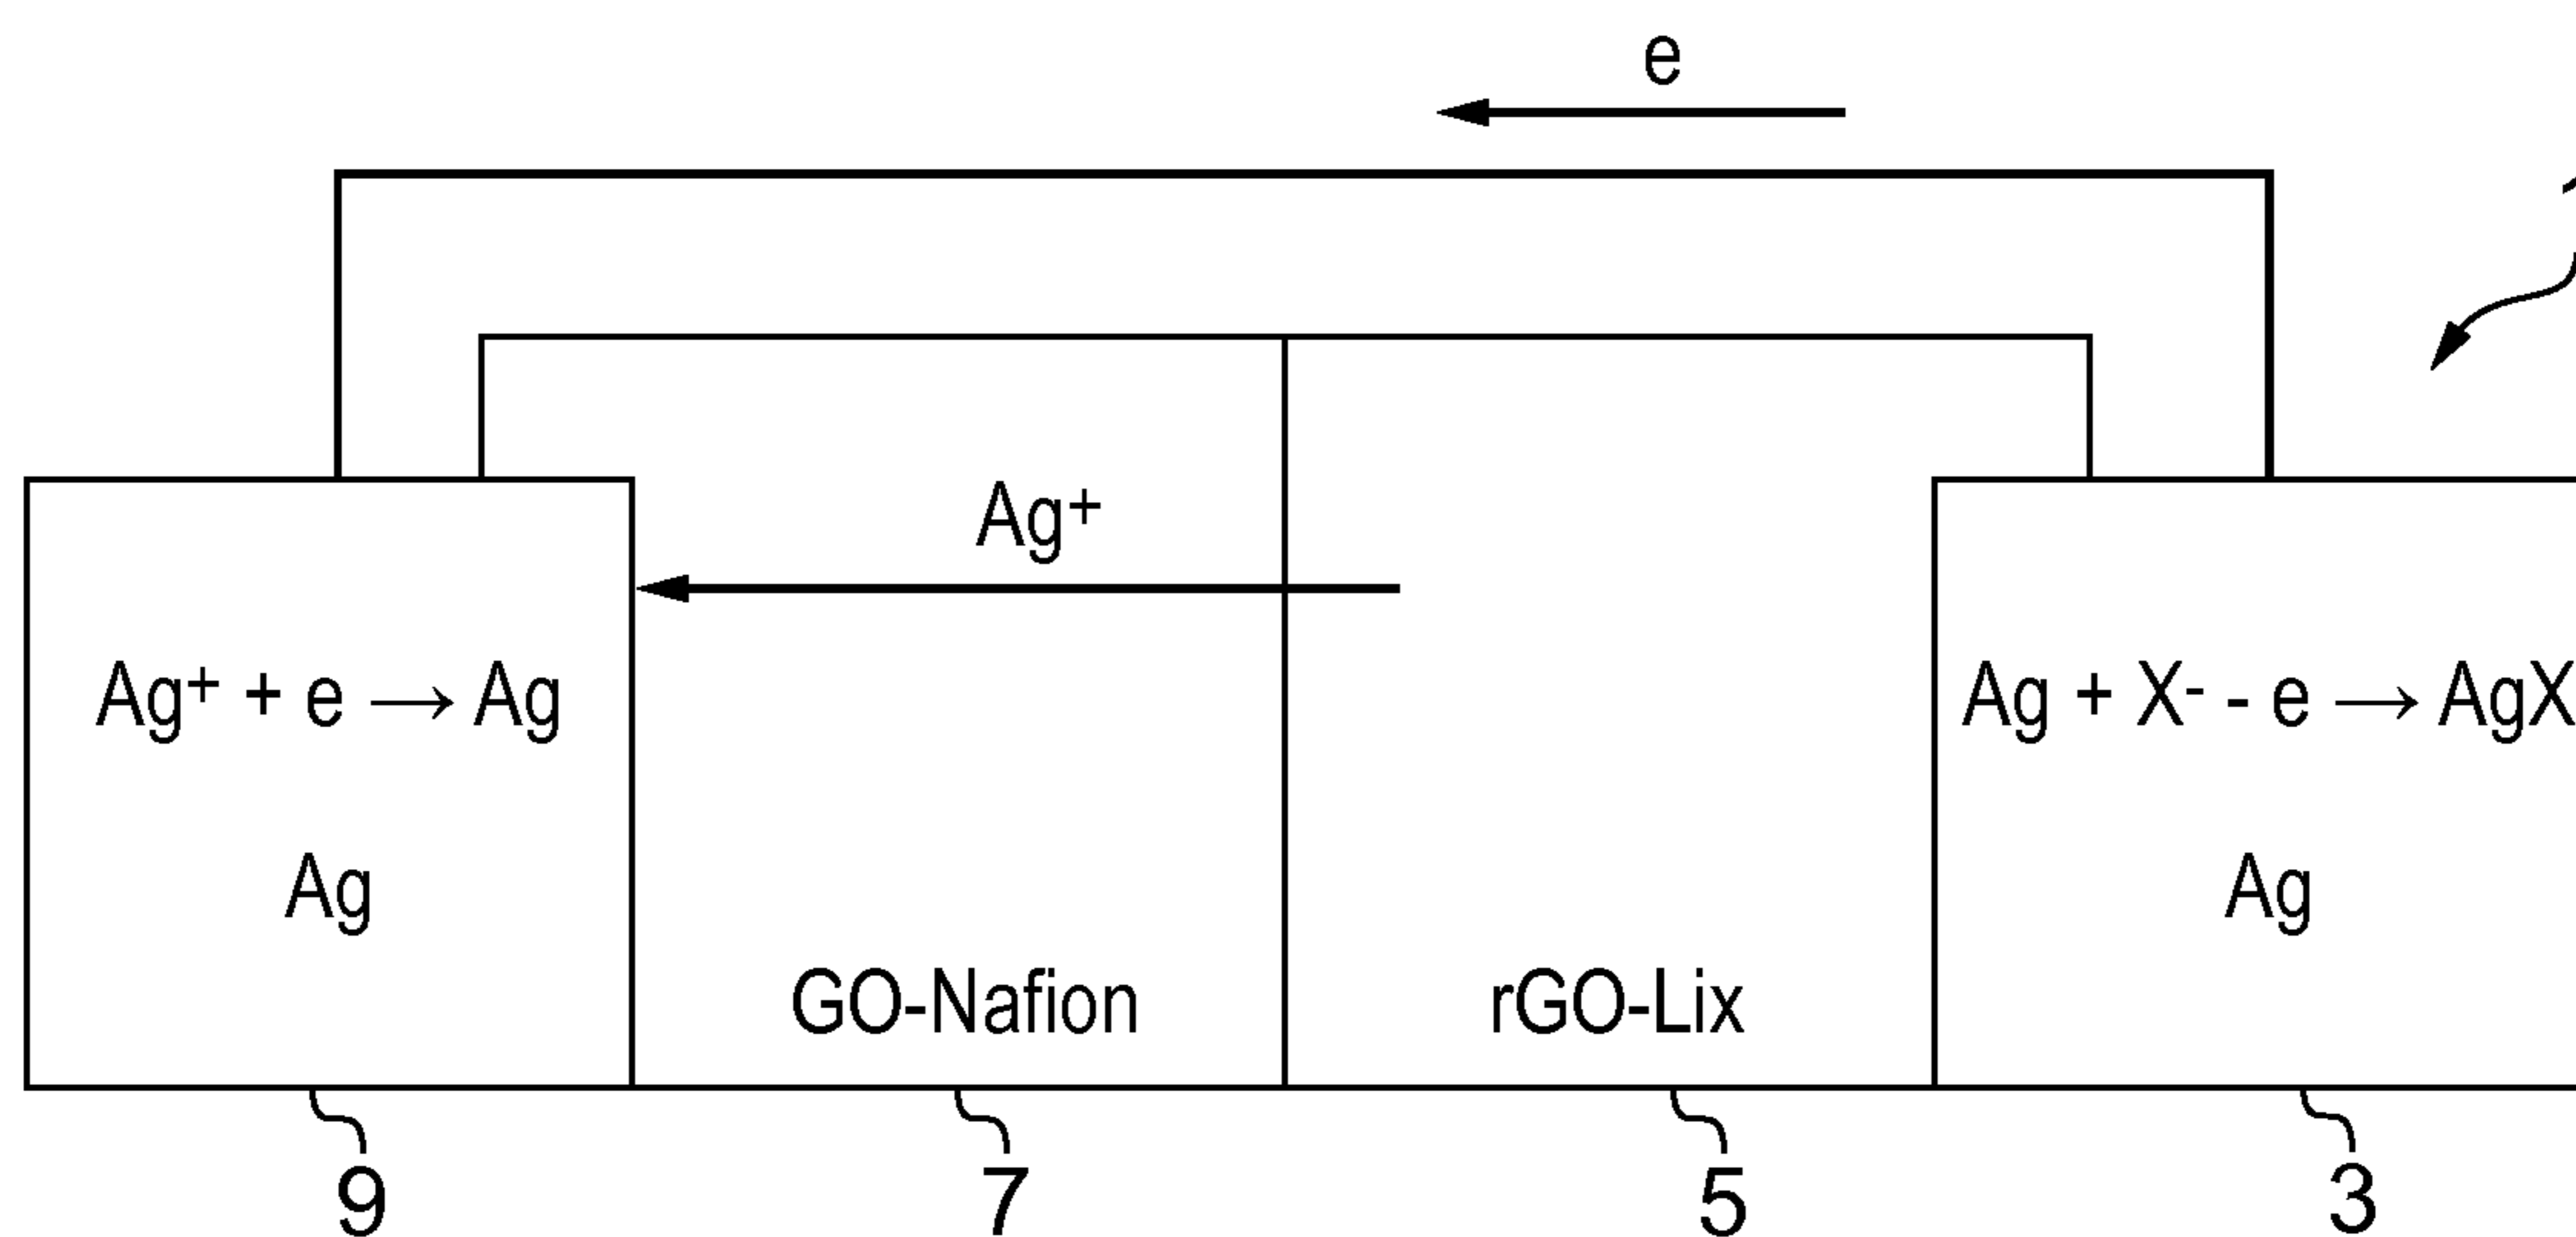 e
Ag⁺
Ag⁺ + e → Ag
Ag + X⁻ - e → AgX
Ag
Ag
GO-Nafion
rGO-Lix
9
7
5
3